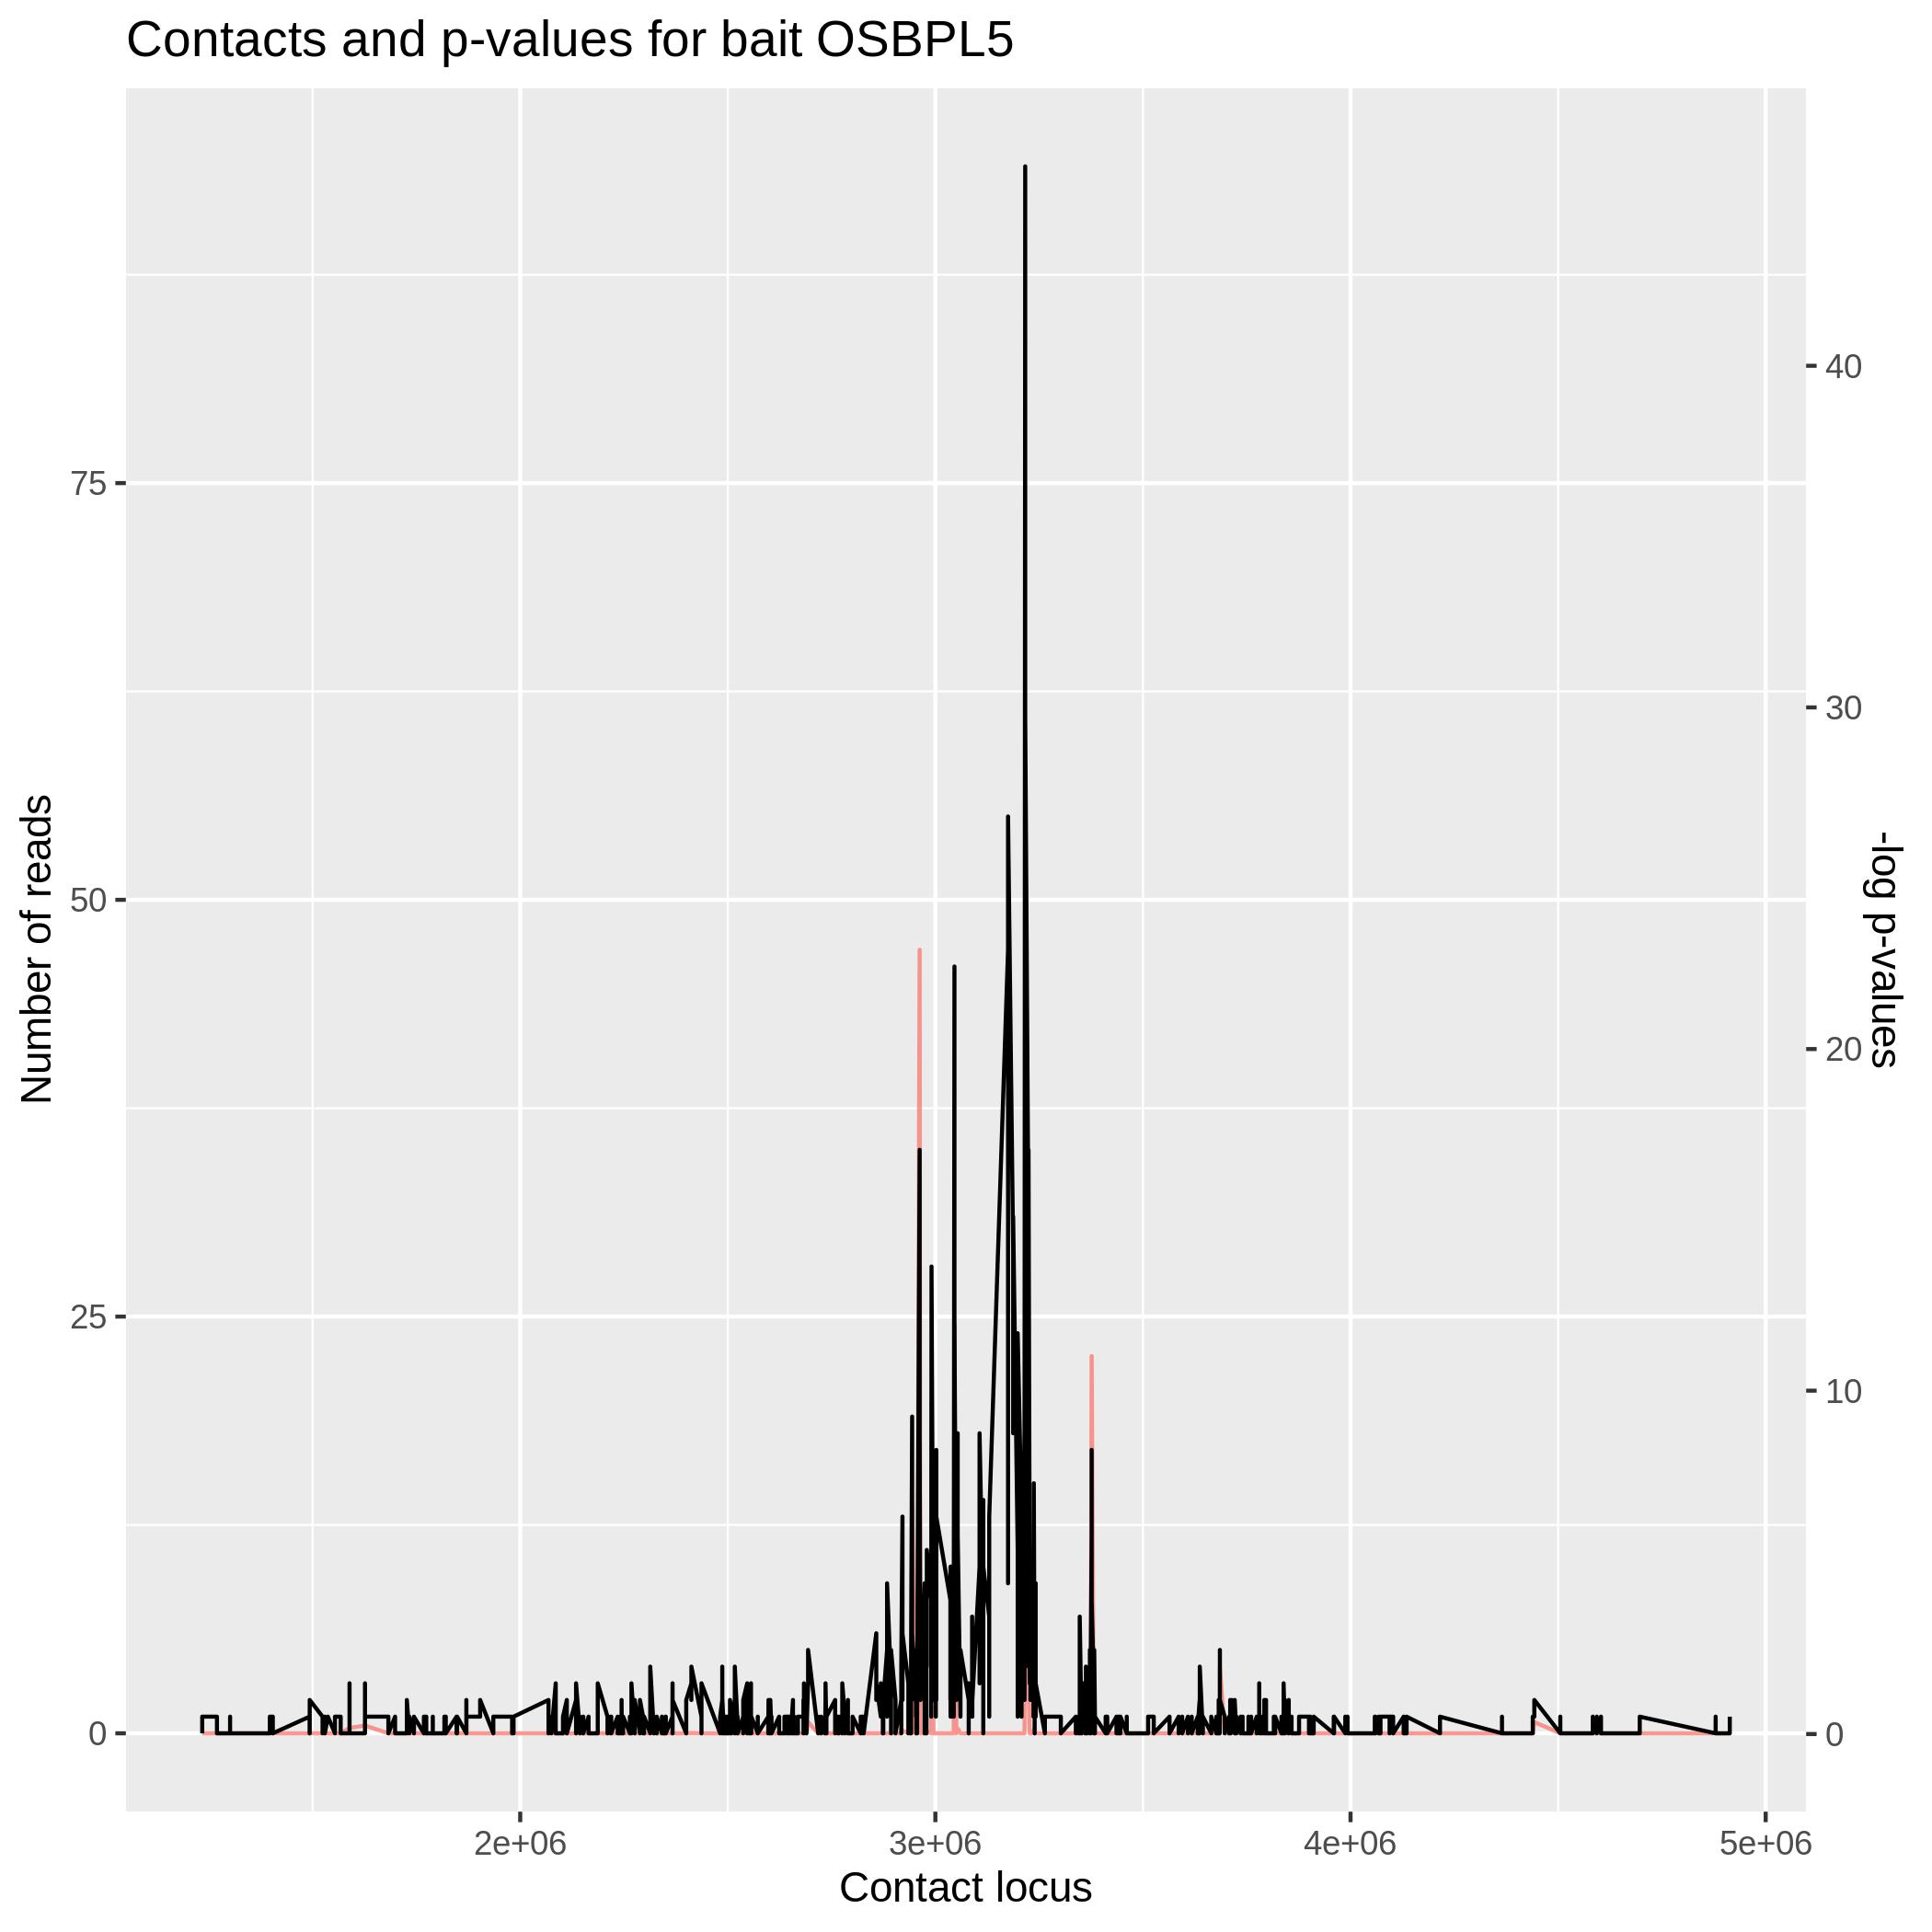 Contacts and p-values for bait OSBPL5
Number of reads
75
50
25
0
40
30
20
10
0
-log p-values
2e+06
3e+06
4e+06
5e+06
Contact locus